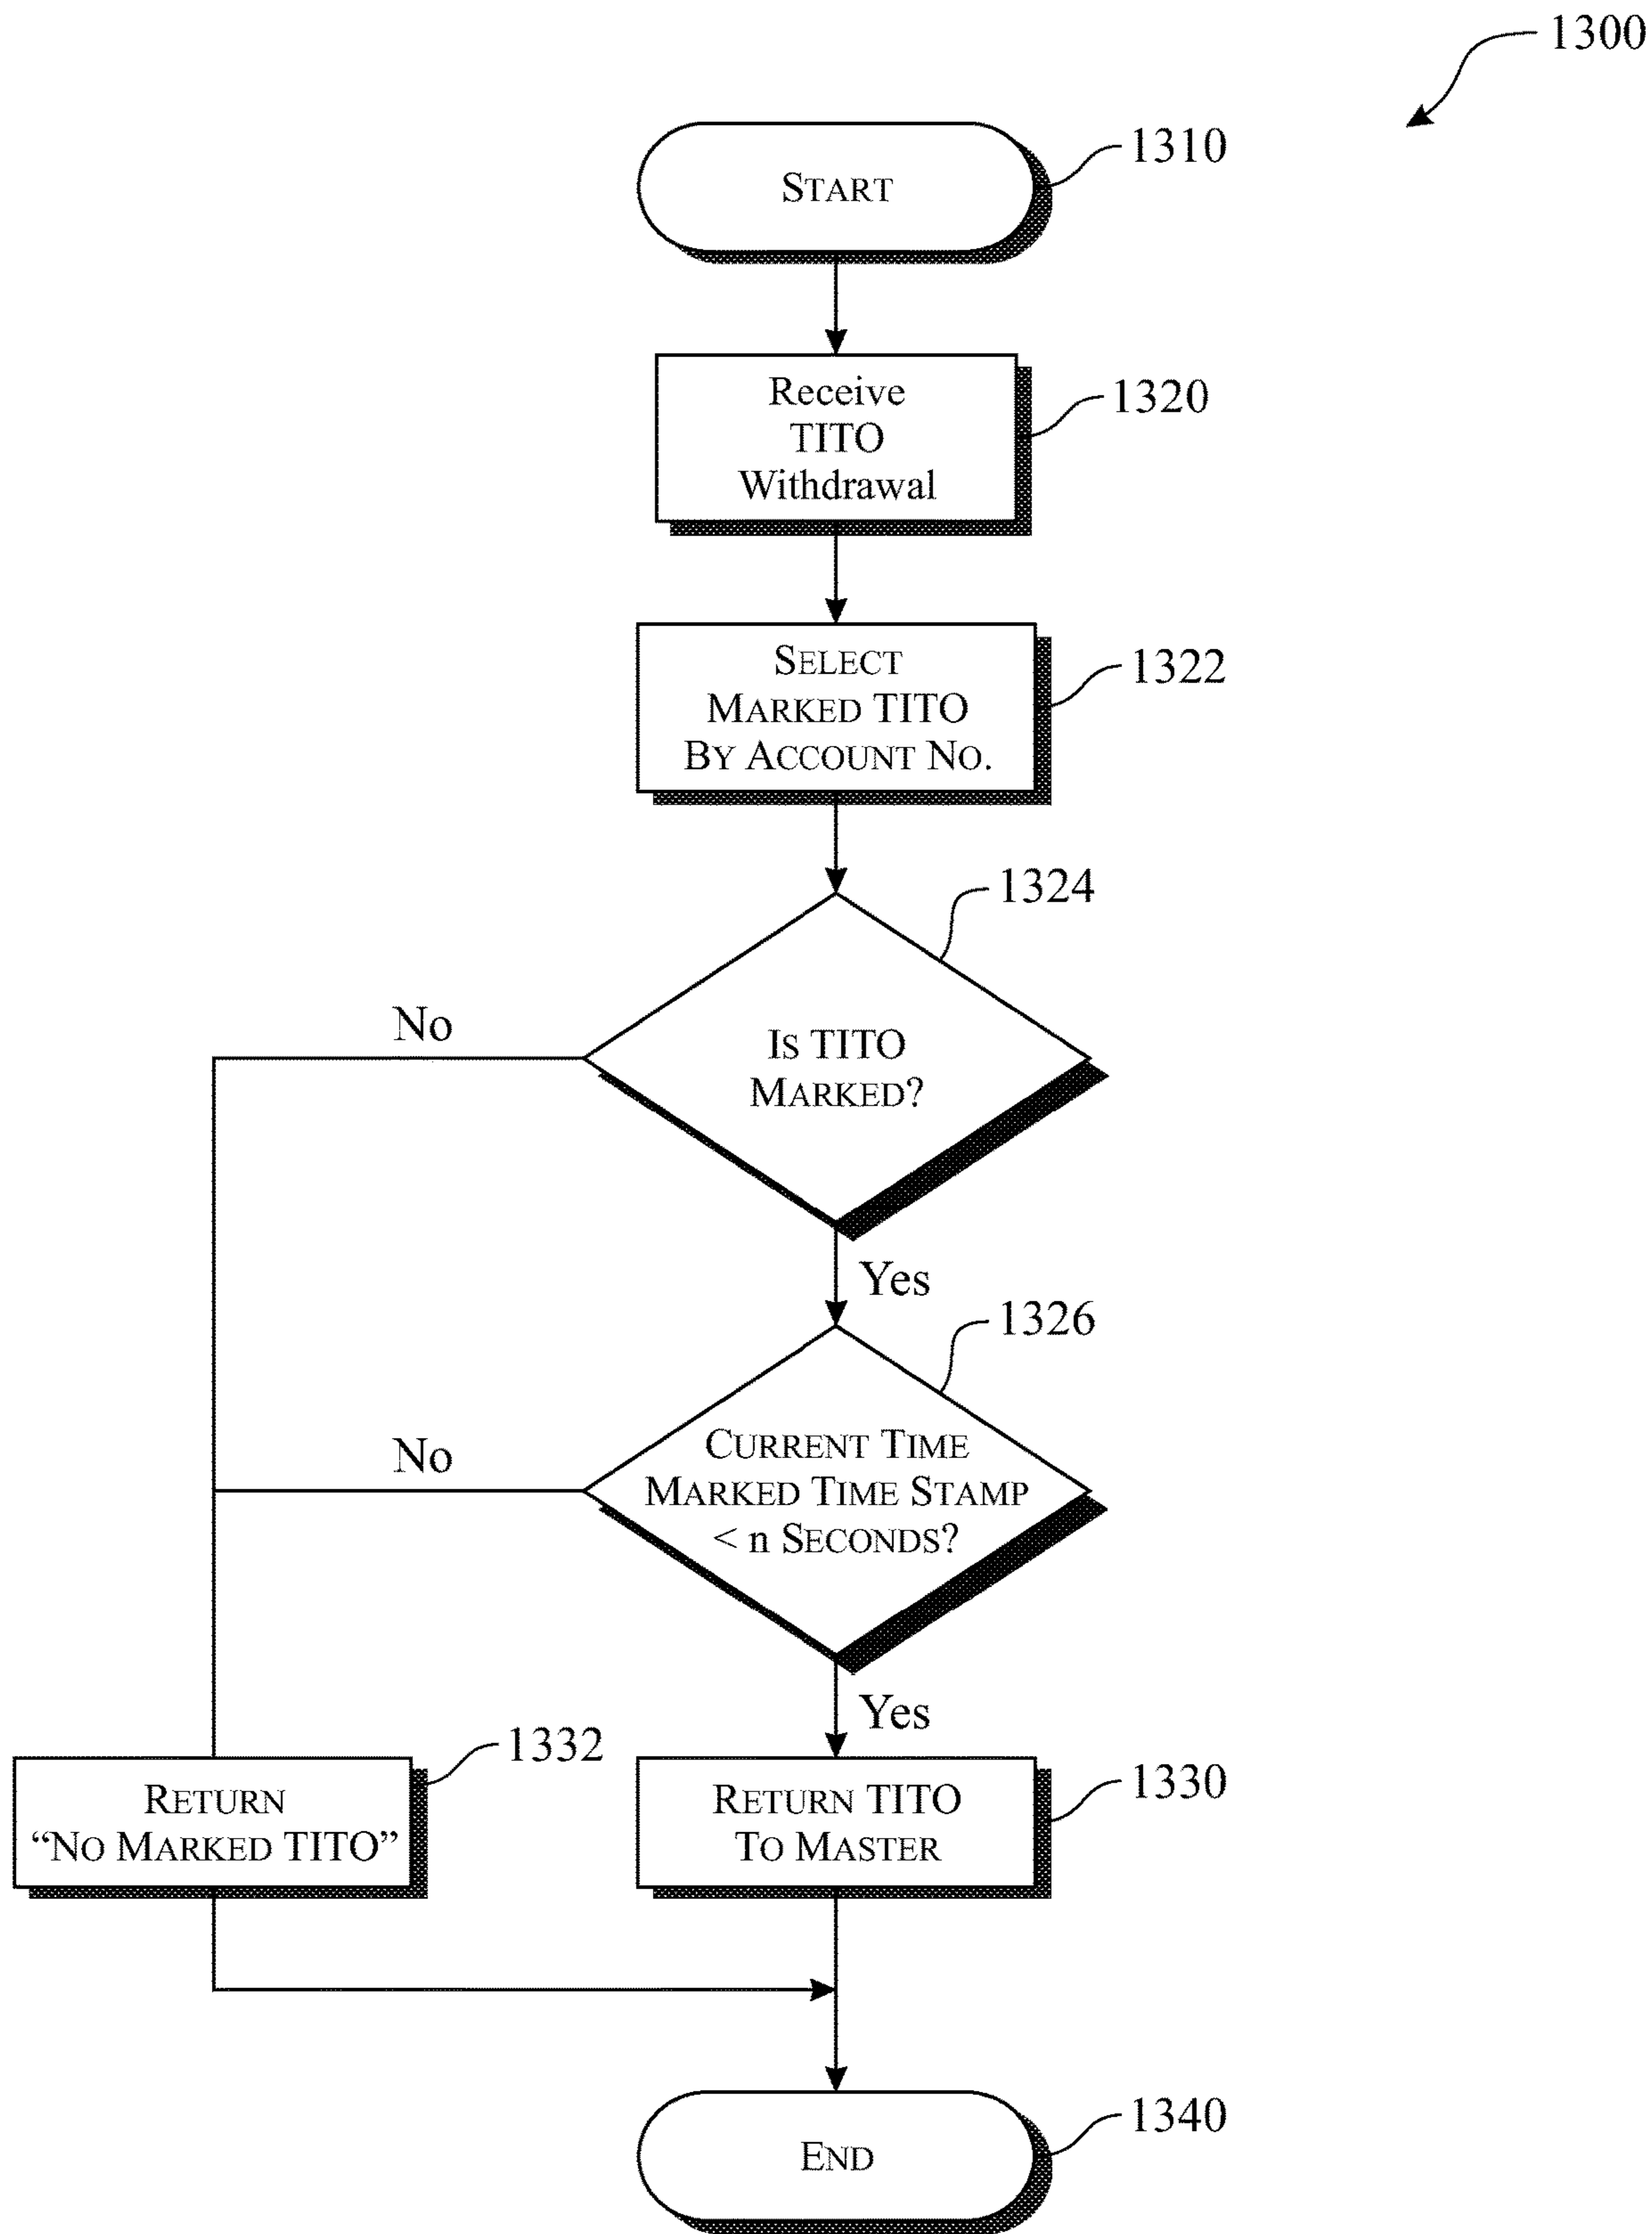 1300
START
1310
Receive
TITO
Withdrawal
1320
SELECT
MARKED TITO
BY ACCOUNT NO.
1322
1324
No
IS TITO
MARKED?
Yes
1326
No
CURRENT TIME
MARKED TIME STAMP
< n SECONDS?
Yes
1332
RETURN
“NO MARKED TITO”
RETURN TITO
TO MASTER
1330
END
1340